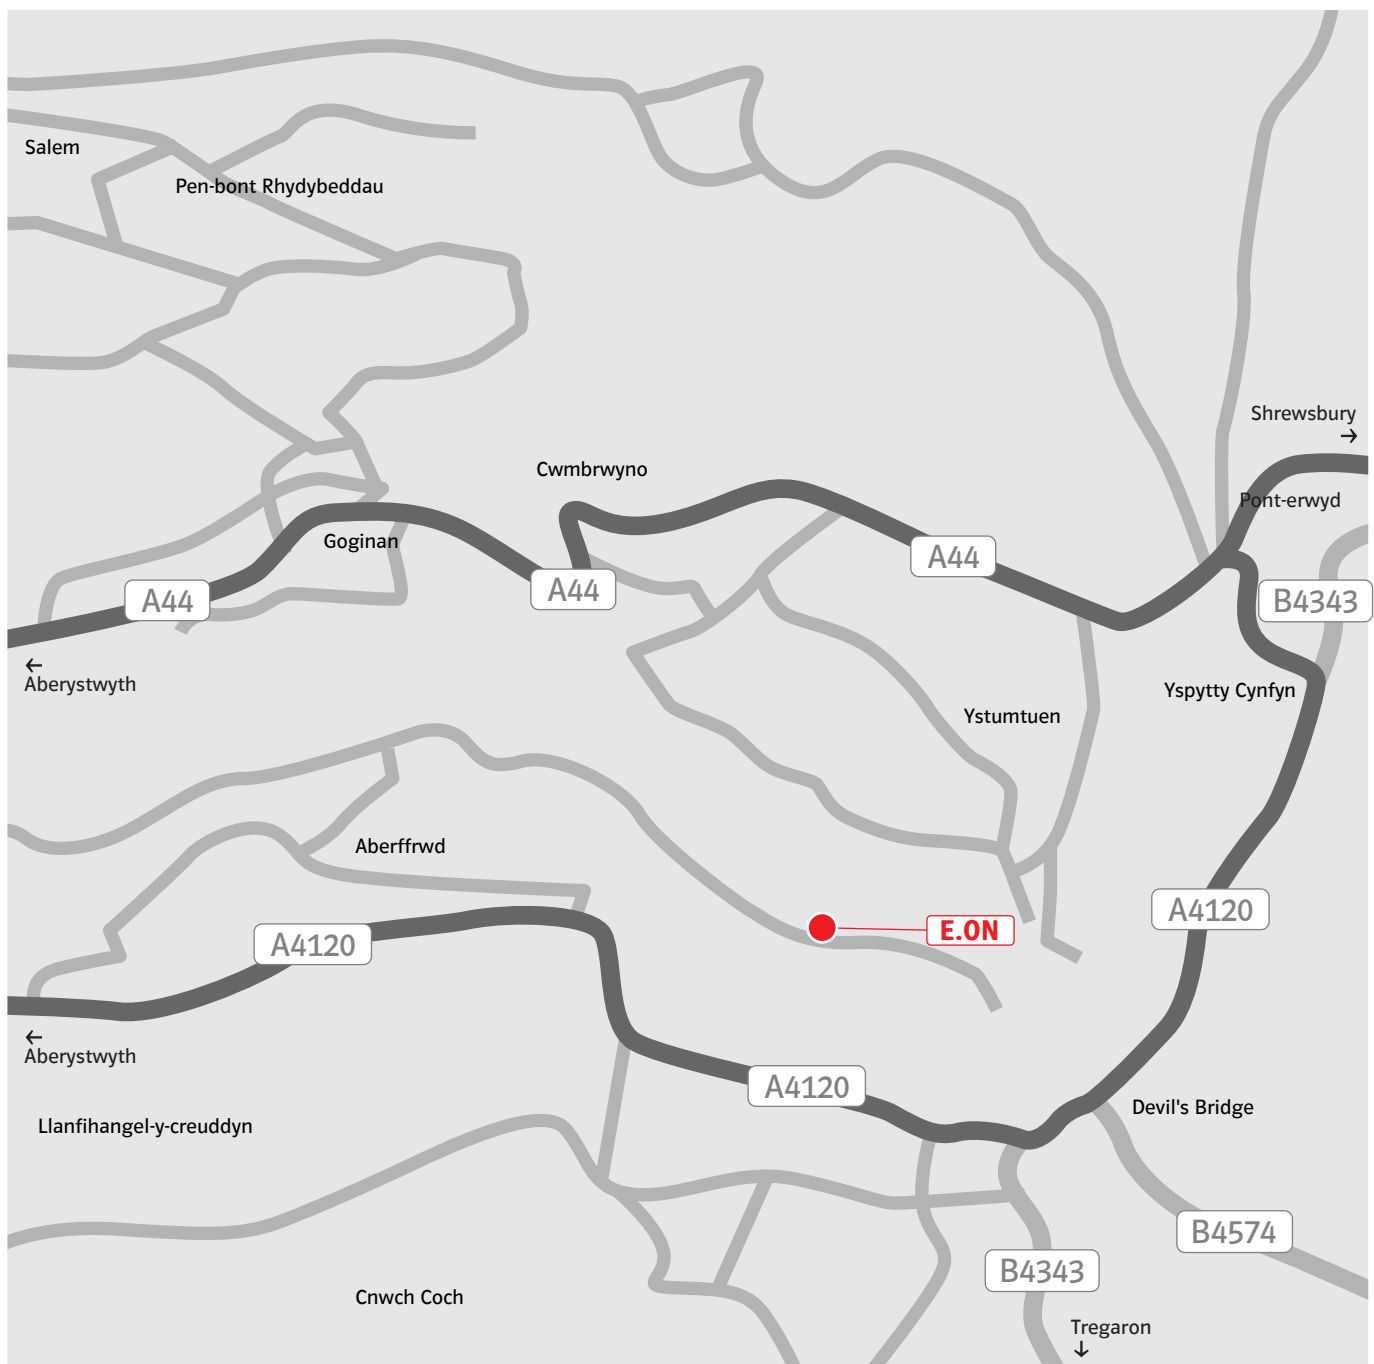 Salem
Pen-bont Rhydybeddau
Shrewsbury
→
Cwmbrwyno
Pont-erwyd
Goginan
A44
A44
A44
B4343
←
Aberystwyth
Yspytty Cynfyn
Ystumtuen
Aberffrwd
A4120
E.ON
A4120
←
Aberystwyth
A4120
Devil's Bridge
Llanfihangel-y-creuddyn
B4574
B4343
Cnwch Coch
Tregaron
↓